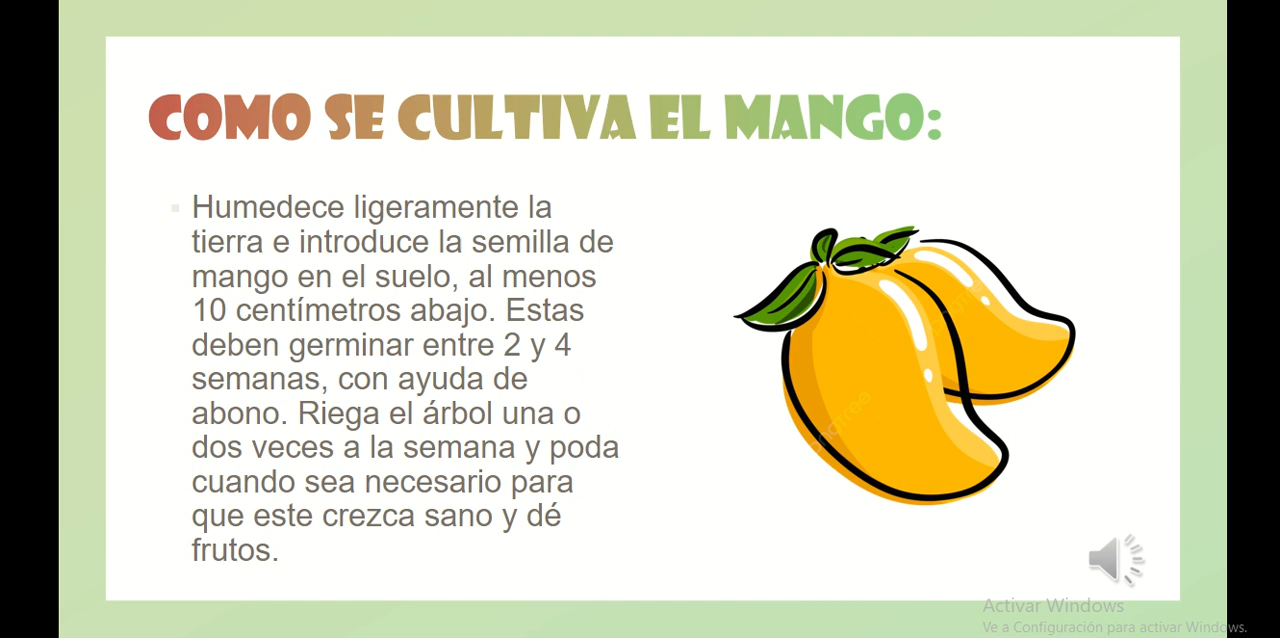 COMO SE CULTIVA EL MANGO:
Humedece ligeramente la
tierra e introduce la semilla de
mango en el suelo, al menos
10 centímetros abajo. Estas
deben germinar entre 2 y 4
semanas, con ayuda de
abono. Riega el árbol una o
dos veces a la semana y poda
cuando sea necesario para
que este crezca sano y dé
frutos.
Activar Windows
Ve a Configuración para activar Windows.